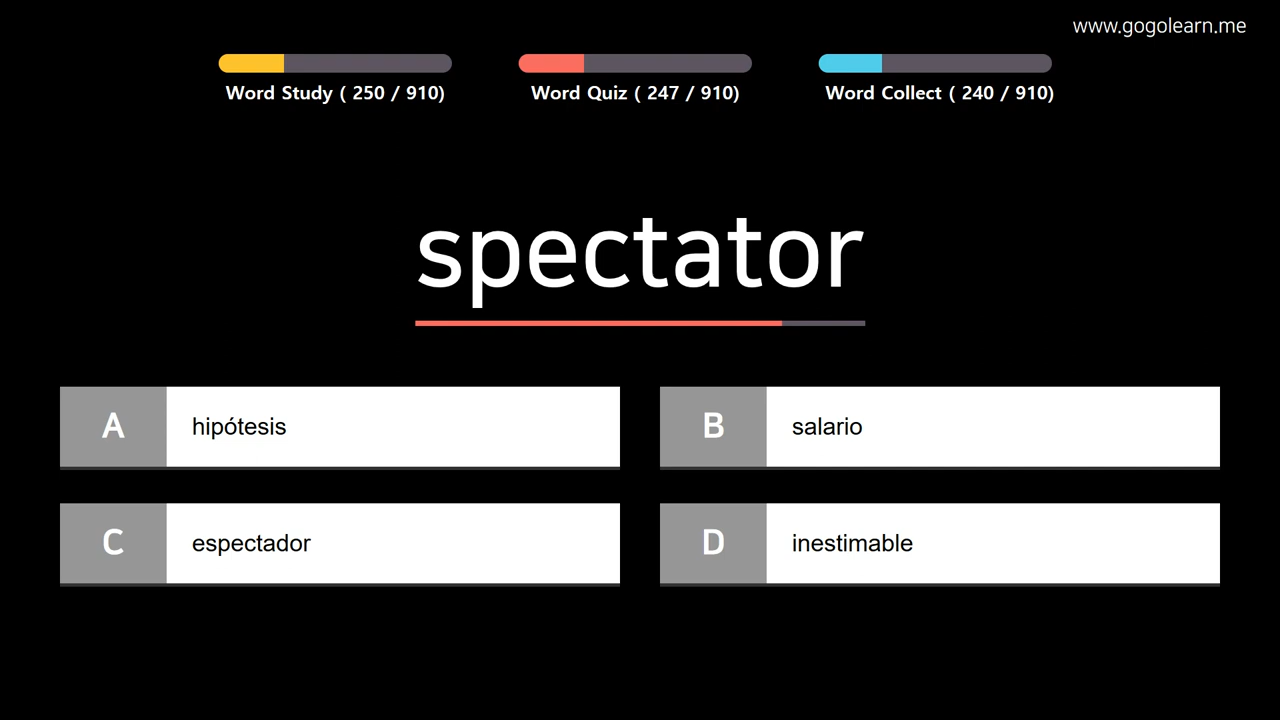 www.gogolearn.me
Word Study ( 250 / 910)
Word Quiz ( 247 / 910)
Word Collect ( 240 / 910)
spectator
A
hipótesis
B
salario
C
espectador
D
inestimable